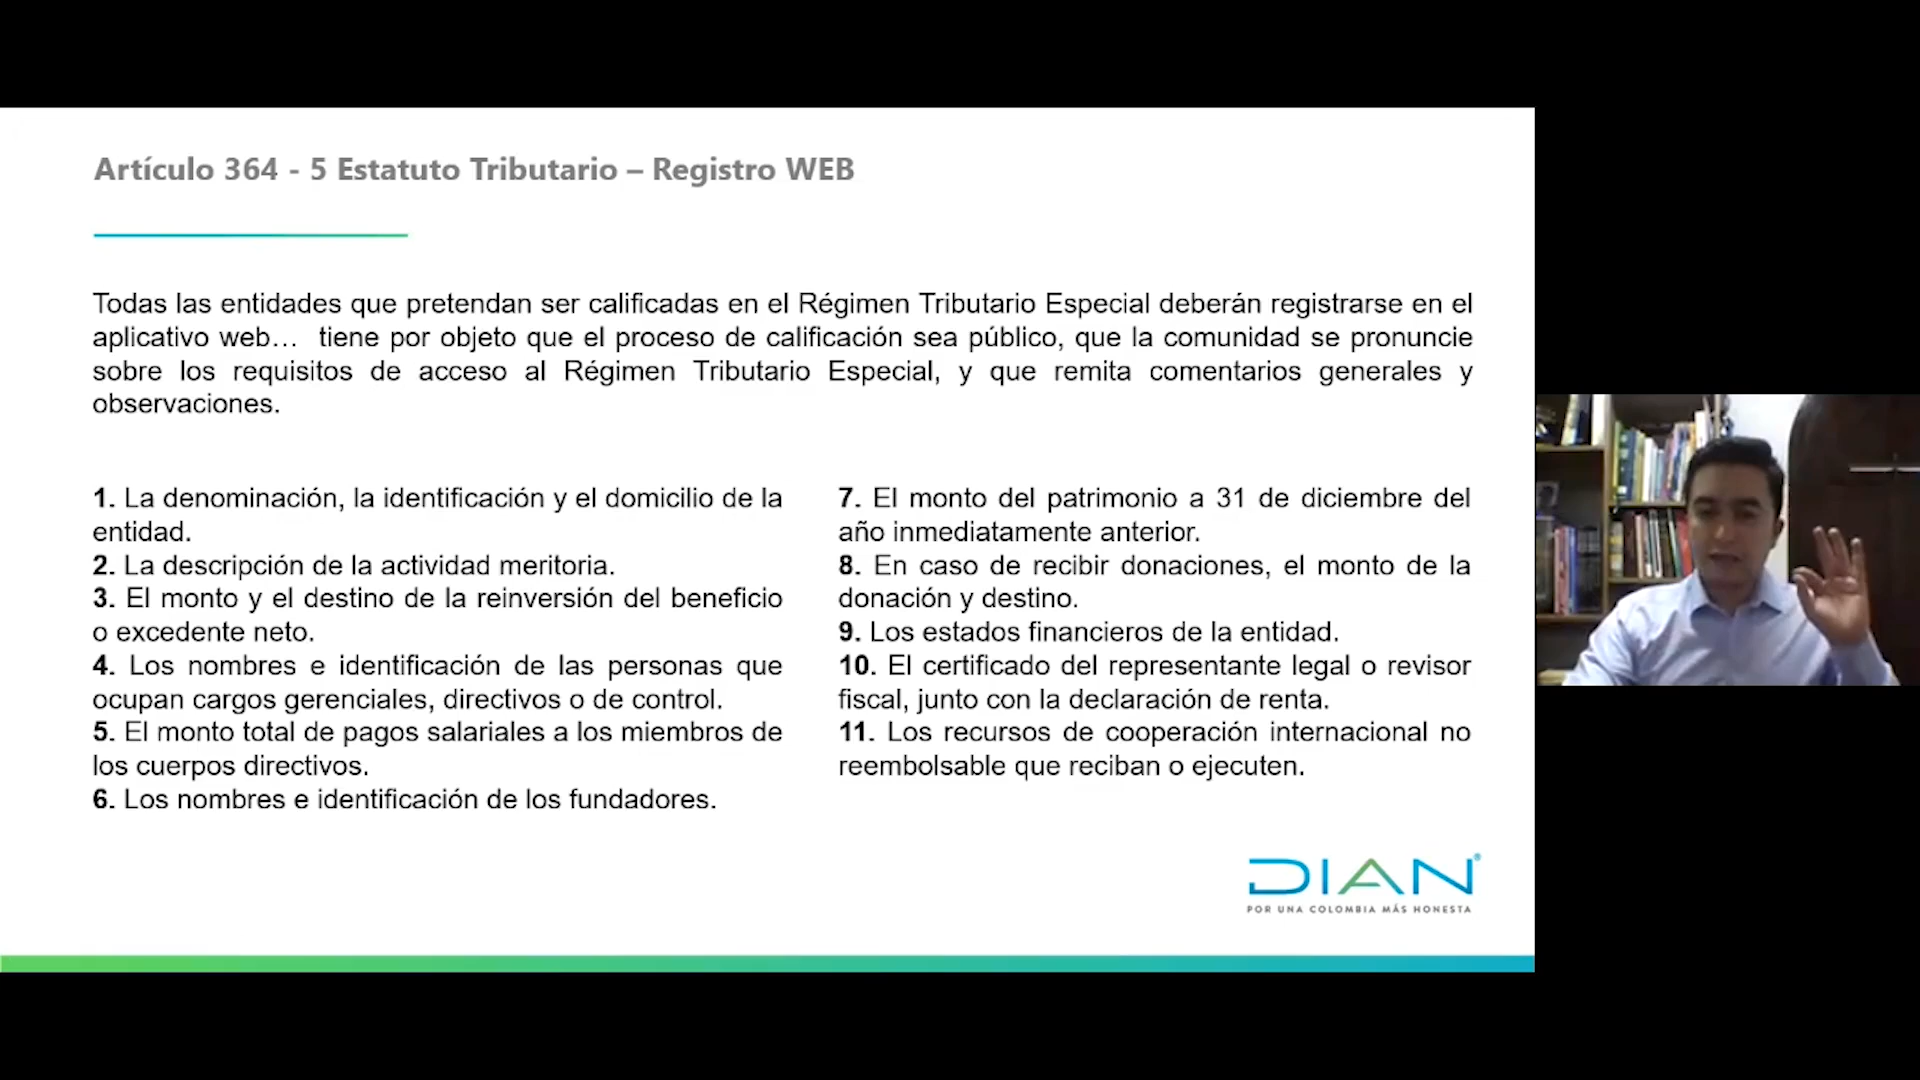 Artículo 364 - 5 Estatuto Tributario – Registro WEB
Todas las entidades que pretendan ser calificadas en el Régimen Tributario Especial deberán registrarse en el
aplicativo web… tiene por objeto que el proceso de calificación sea público, que la comunidad se pronuncie
sobre los requisitos de acceso al Régimen Tributario Especial, y que remita comentarios generales y
observaciones.
1. La denominación, la identificación y el domicilio de la
entidad.
2. La descripción de la actividad meritoria.
3. El monto y el destino de la reinversión del beneficio
o excedente neto.
4. Los nombres e identificación de las personas que
ocupan cargos gerenciales, directivos o de control.
5. El monto total de pagos salariales a los miembros de
los cuerpos directivos.
6. Los nombres e identificación de los fundadores.
7. El monto del patrimonio a 31 de diciembre del
año inmediatamente anterior.
8. En caso de recibir donaciones, el monto de la
donación y destino.
9. Los estados financieros de la entidad.
10. El certificado del representante legal o revisor
fiscal, junto con la declaración de renta.
11. Los recursos de cooperación internacional no
reembolsable que reciban o ejecuten.
DIAN®
POR UNA COLOMBIA MÁS HONESTA